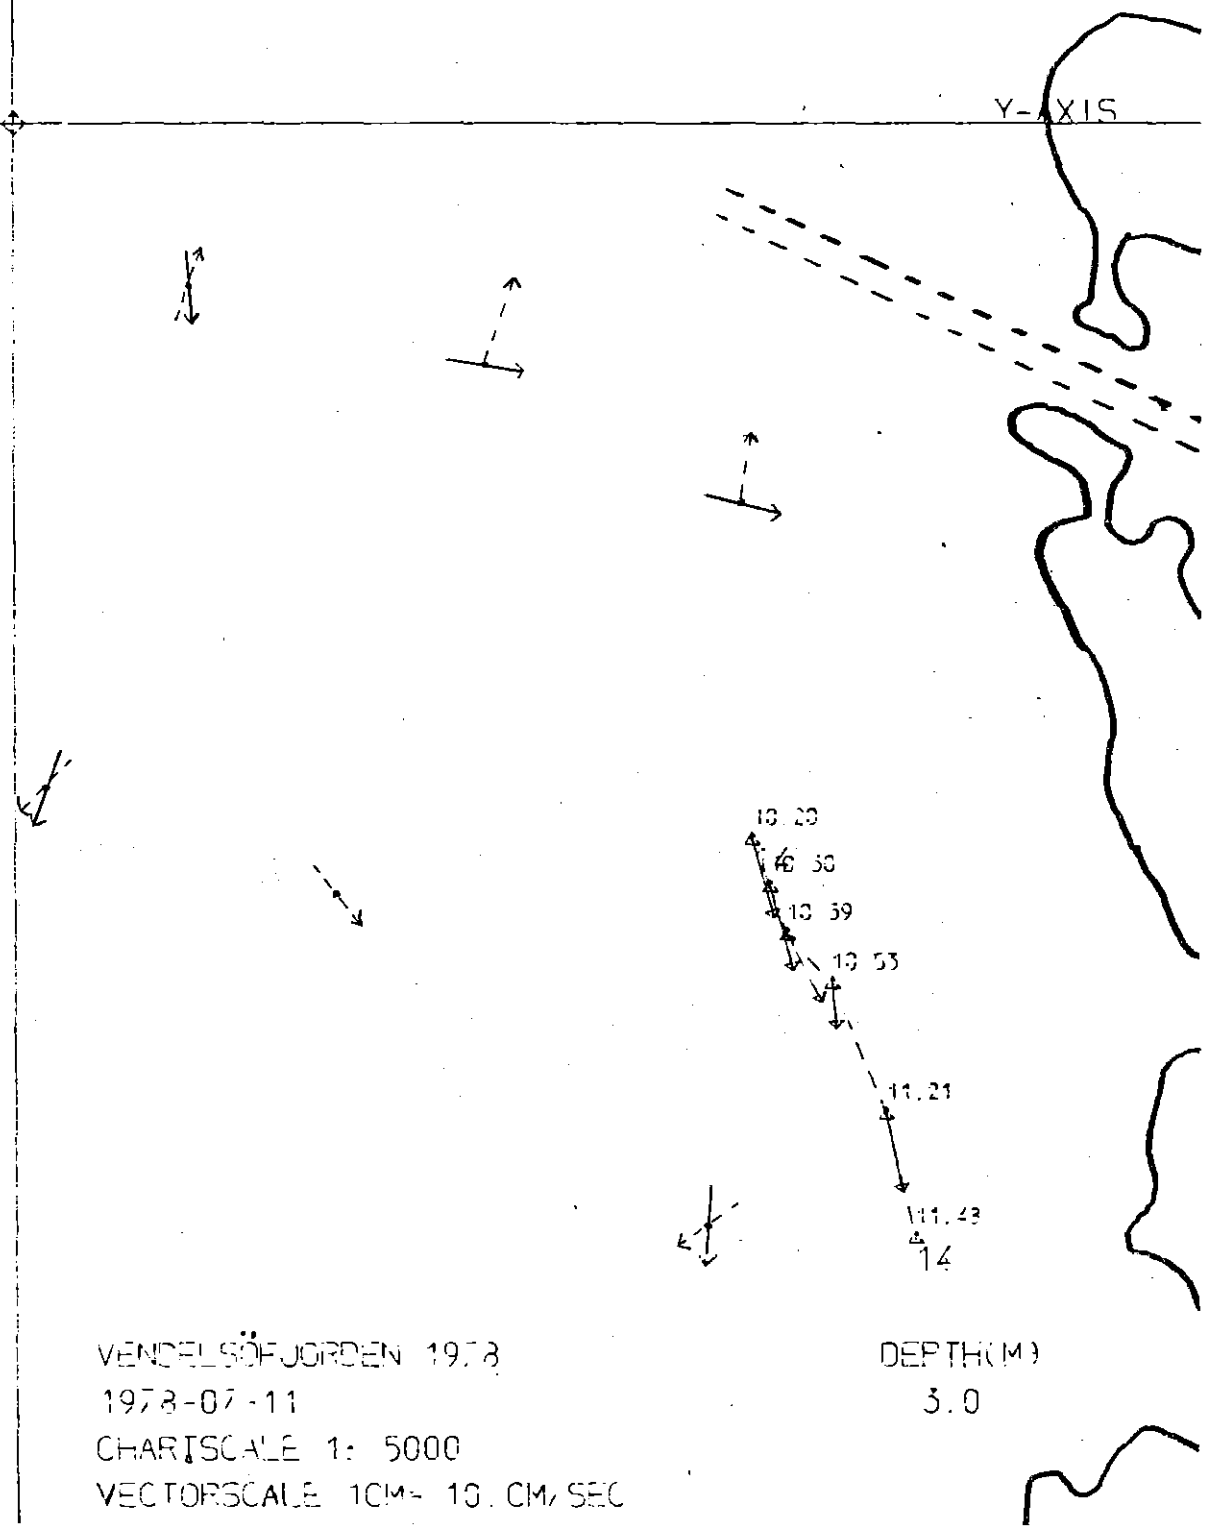 Y-AXIS
10.20
10 30
10 39
10 53
11.21
11.43
14
VENDELSÖFJORDEN 1978
1978-07-11
CHARTSCALE 1: 5000
VECTORSCALE 1CM= 10. CM/SEC
DEPTH(M)
3.0